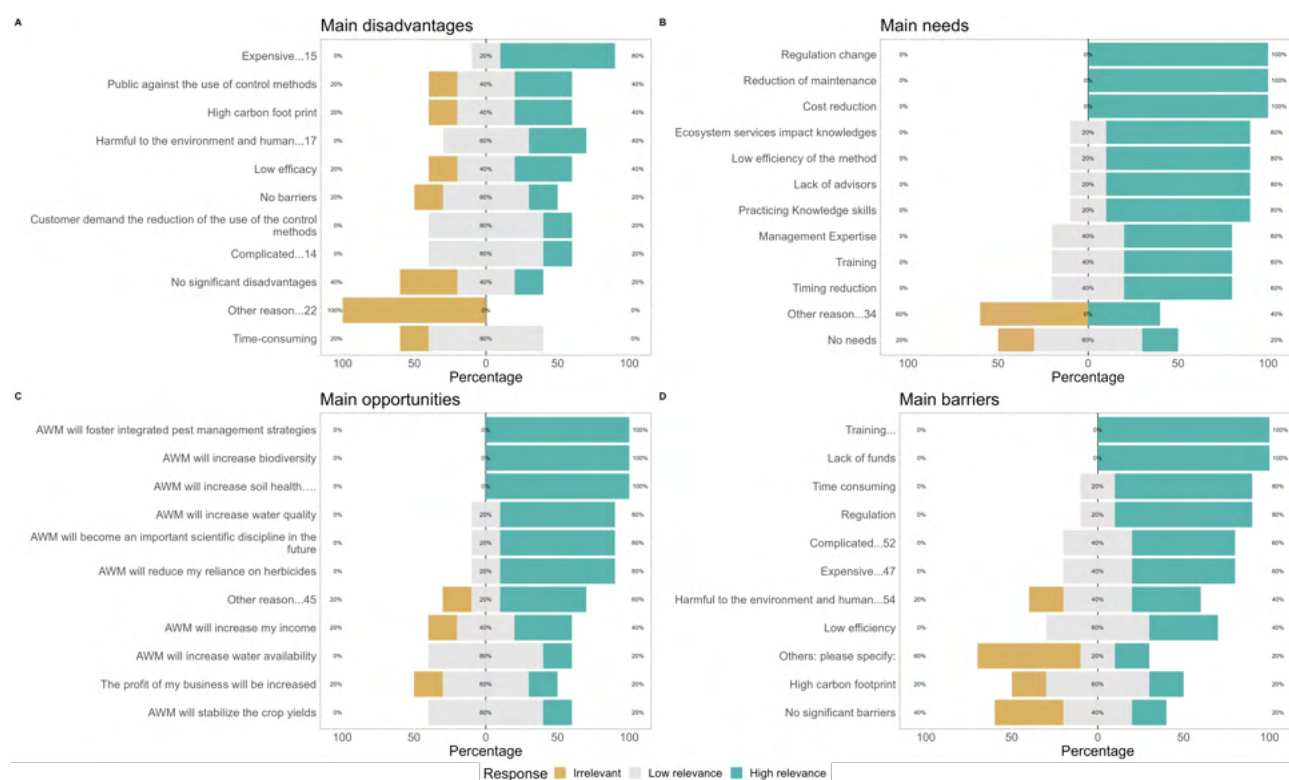 A
Main disadvantages
Expensive...15
0%
20%
80%
Public against the use of control methods
20%
40%
40%
High carbon foot print
20%
40%
40%
Harmful to the environment and human...17
0%
60%
40%
Low efficacy
20%
40%
40%
No barriers
20%
60%
20%
Customer demand the reduction of the use of the control
methods
0%
80%
20%
Complicated...14
0%
80%
20%
No significant disadvantages
40%
40%
20%
Other reason...22
100%
0%
0%
Time-consuming
20%
80%
0%
100 50 0 50 100
Percentage
B
Main needs
Regulation change
0%
0%
100%
Reduction of maintenance
0%
0%
100%
Cost reduction
0%
0%
100%
Ecosystem services impact knowledges
0%
20%
80%
Low efficiency of the method
0%
20%
80%
Lack of advisors
0%
20%
80%
Practicing Knowledge skills
0%
20%
80%
Management Expertise
0%
40%
60%
Training
0%
40%
60%
Timing reduction
0%
40%
60%
Other reason...34
60%
0%
40%
No needs
20%
60%
20%
100 50 0 50 100
Percentage
C
Main opportunities
AWM will foster integrated pest management strategies
0%
0%
100%
AWM will increase biodiversity
0%
0%
100%
AWM will increase soil health....
0%
0%
100%
AWM will increase water quality
0%
20%
80%
AWM will become an important scientific discipline in the
future
0%
20%
80%
AWM will reduce my reliance on herbicides
0%
20%
80%
Other reason...45
20%
20%
60%
AWM will increase my income
20%
40%
40%
AWM will increase water availability
0%
80%
20%
The profit of my business will be increased
20%
60%
20%
AWM will stabilize the crop yields
0%
80%
20%
100 50 0 50 100
Percentage
D
Main barriers
Training...
0%
0%
100%
Lack of funds
0%
0%
100%
Time consuming
0%
20%
80%
Regulation
0%
20%
80%
Complicated...52
0%
40%
60%
Expensive...47
0%
40%
60%
Harmful to the environment and human...54
20%
40%
40%
Low efficiency
0%
60%
40%
Others: please specify:
60%
20%
20%
High carbon footprint
20%
60%
20%
No significant barriers
40%
40%
20%
100 50 0 50 100
Percentage
Response Irrelevant Low relevance High relevance